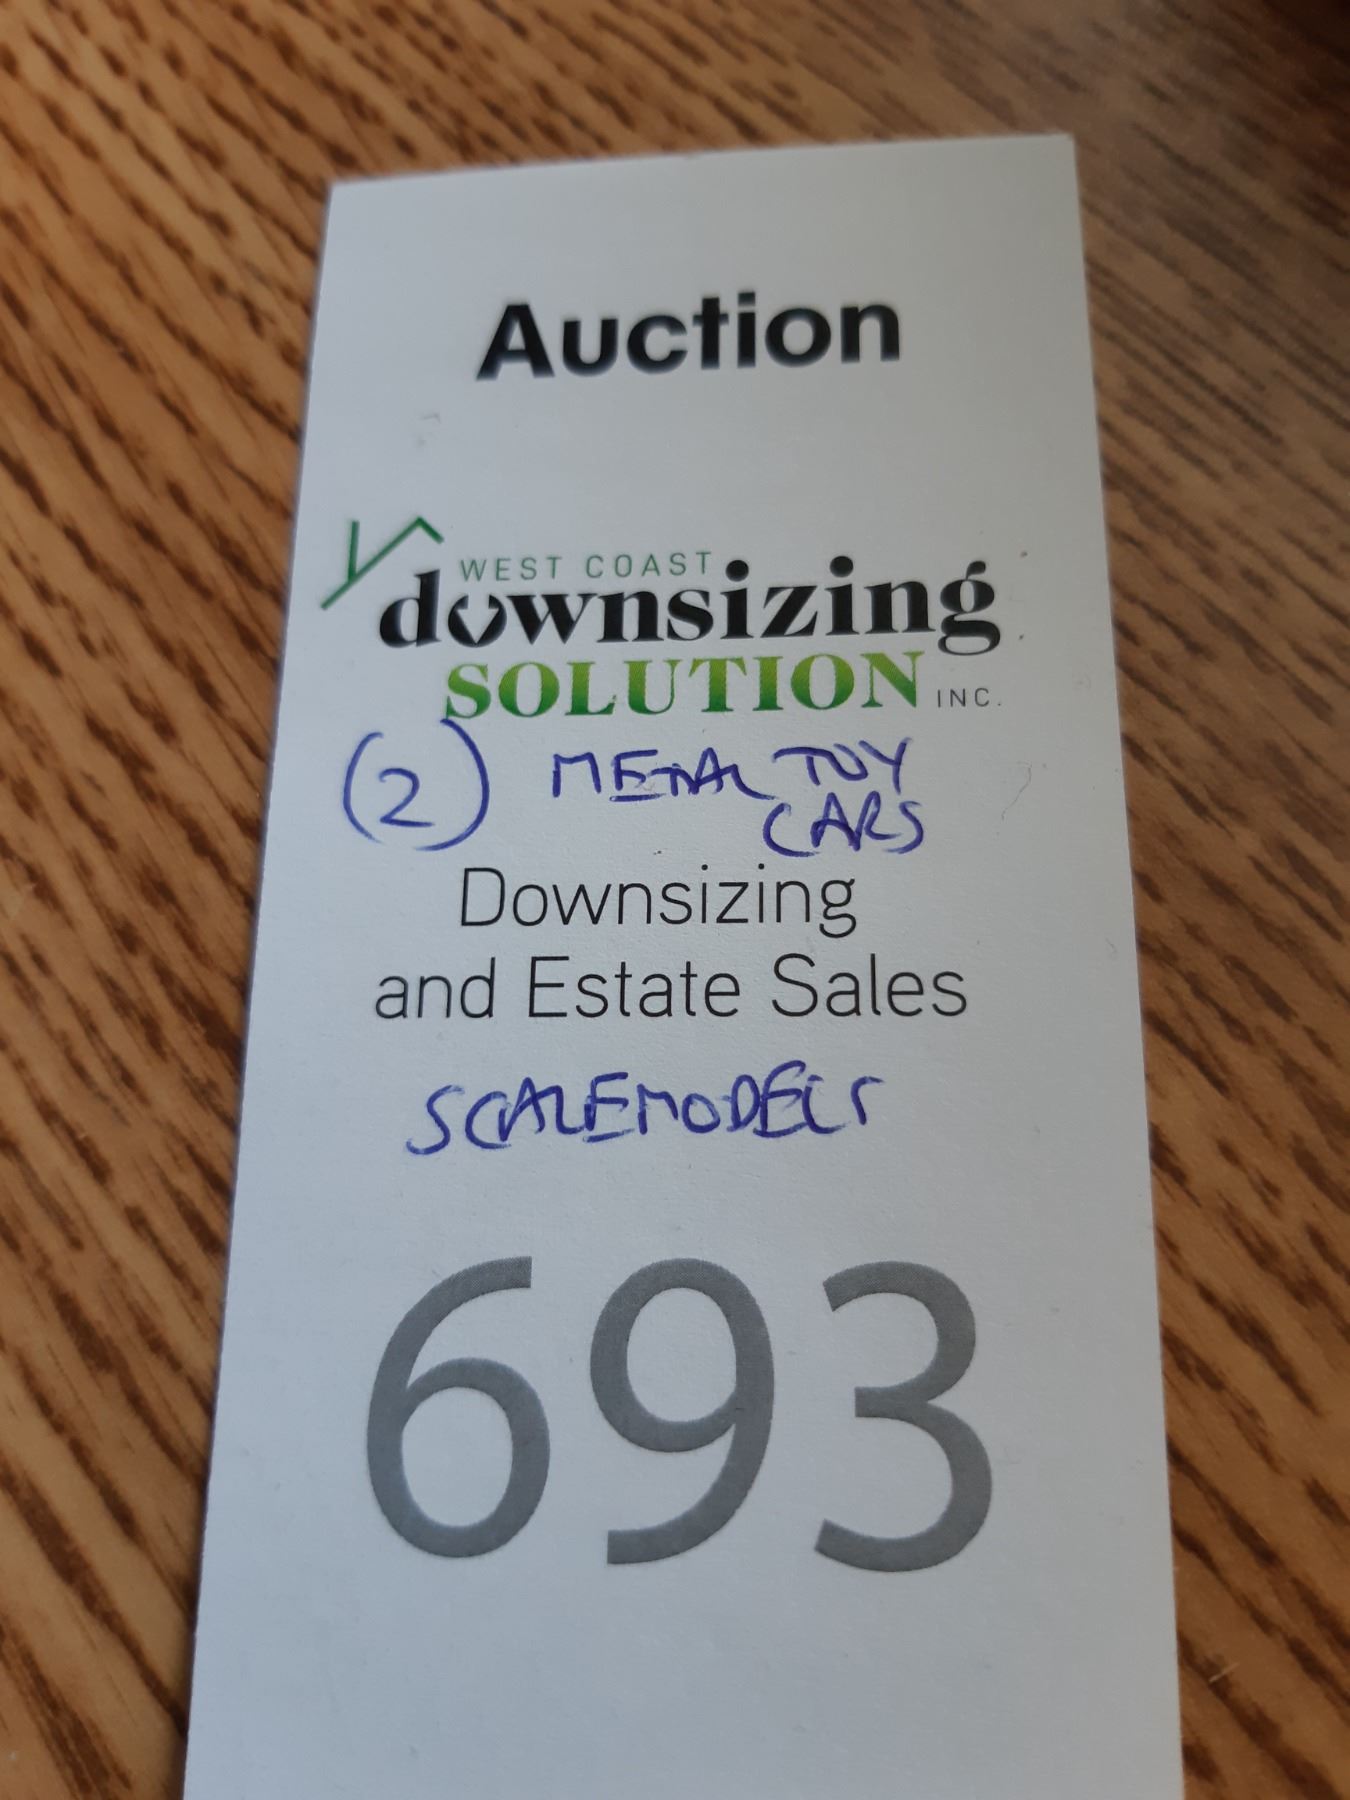 Auction
WEST COAST
downsizing
SOLUTION INC.
(2) METAL TOY
CARS
Downsizing
and Estate Sales
SCALEMODELS
693